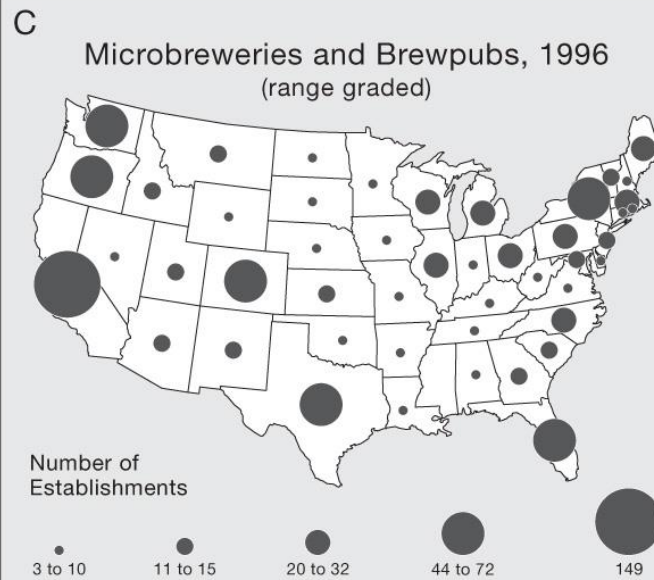 C
Microbreweries and Brewpubs, 1996
(range graded)
Number of
Establishments
3 to 10
11 to 15
20 to 32
44 to 72
149